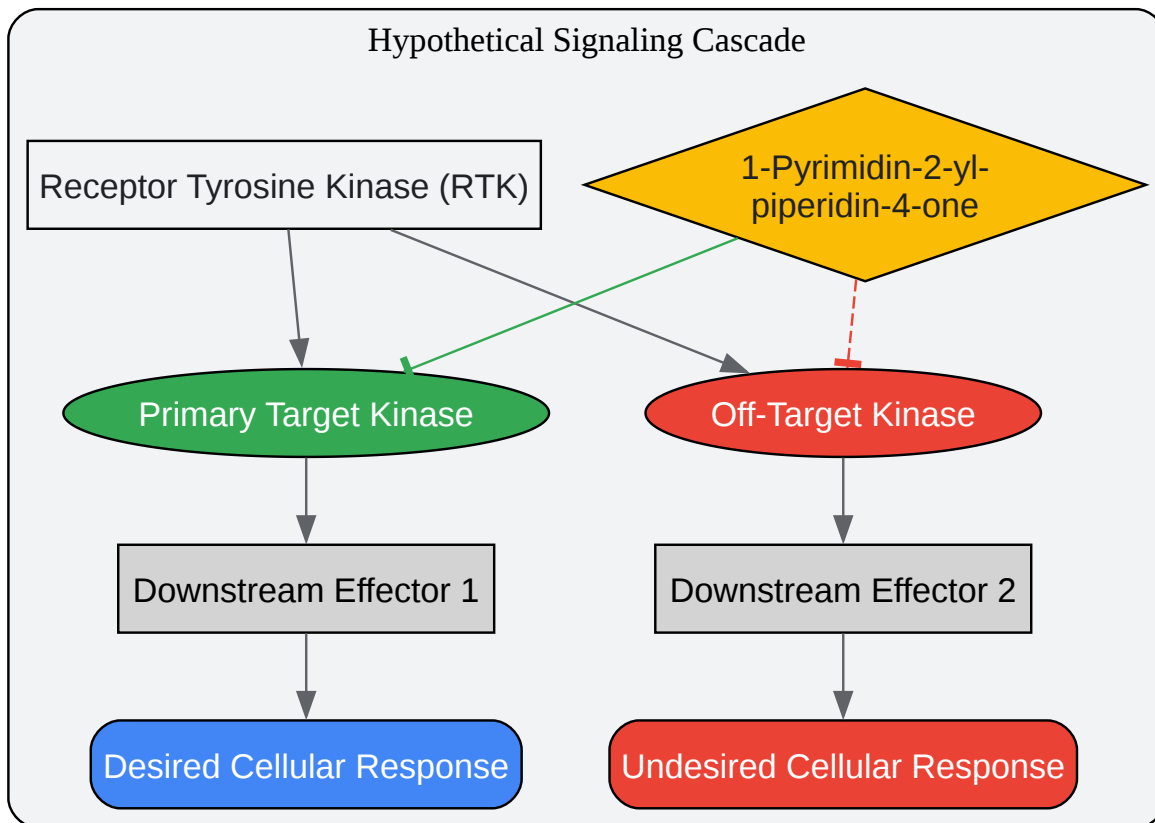 Hypothetical Signaling Cascade
Receptor Tyrosine Kinase (RTK)
1-Pyrimidin-2-yl-
piperidin-4-one
Primary Target Kinase
Off-Target Kinase
Downstream Effector 1
Downstream Effector 2
Desired Cellular Response
Undesired Cellular Response